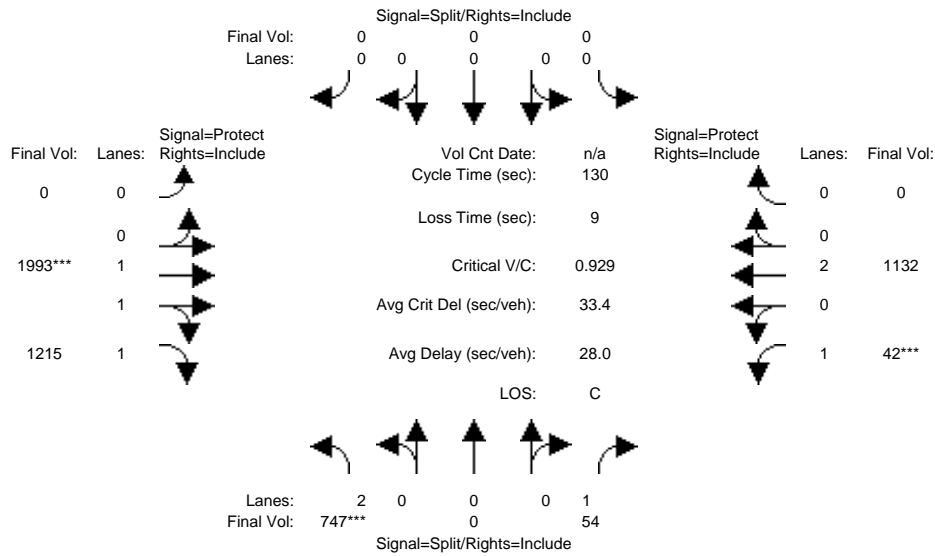 Signal=Split/Rights=Include
Final Vol: 0 0 0
Lanes: 0 0 0 0 0
Signal=Protect
Final Vol: Lanes: Rights=Include
Vol Cnt Date: n/a
Signal=Protect
Rights=Include Lanes: Final Vol:
Cycle Time (sec): 130
0 0
0 0
Loss Time (sec): 9
0
0
1993*** 1
Critical V/C: 0.929
2 1132
1
Avg Crit Del (sec/veh): 33.4
0
1215 1
Avg Delay (sec/veh): 28.0
1 42***
LOS: C
Lanes: 2 0 0 0 1
Final Vol: 747*** 0 54
Signal=Split/Rights=Include